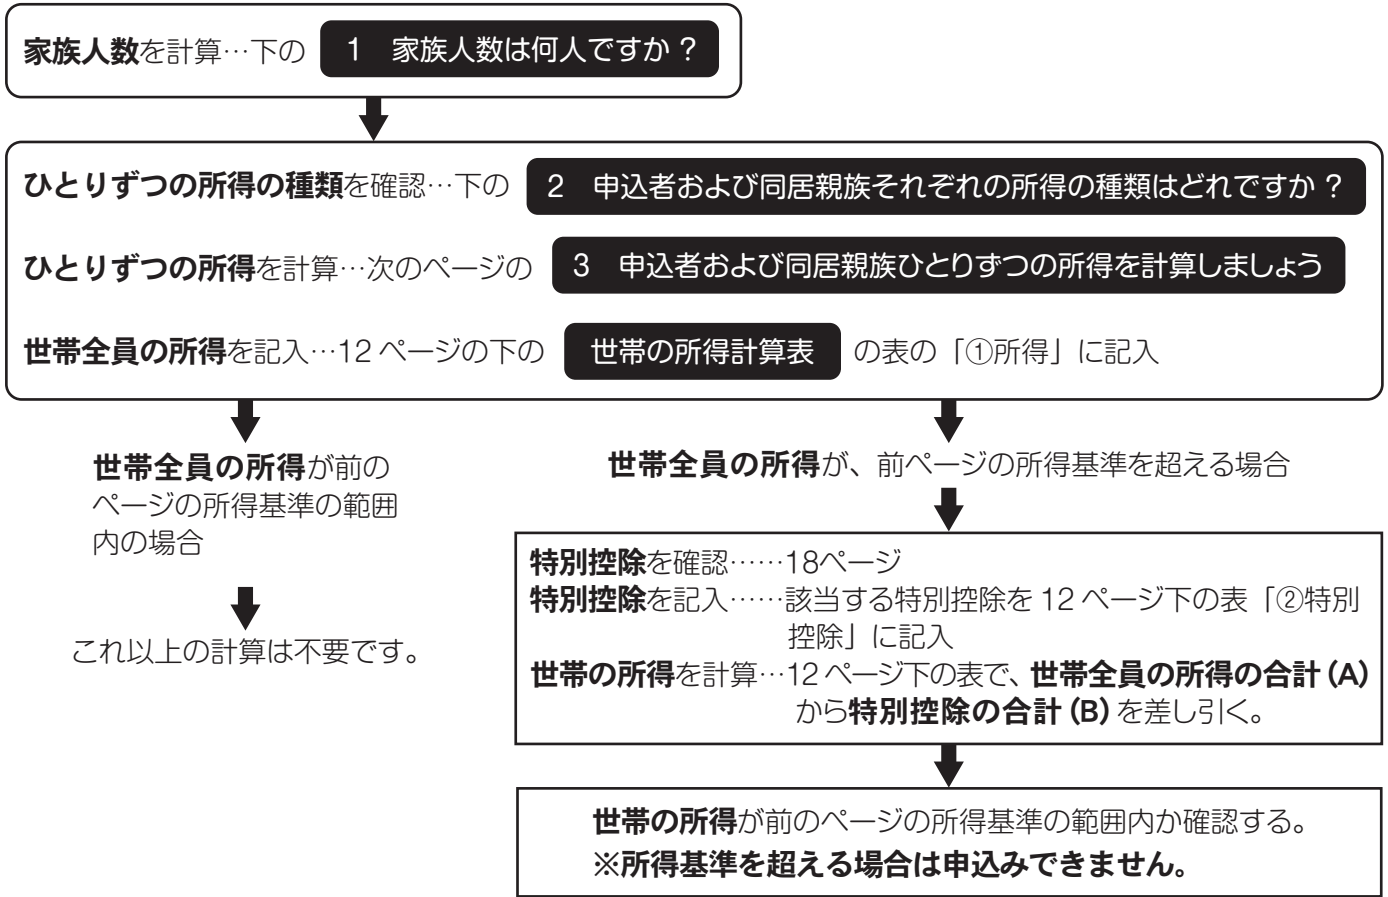 家族人数を計算…下の 1 家族人数は何人ですか？
ひとりずつの所得の種類を確認…下の 2 申込者および同居親族それぞれの所得の種類はどれですか？
ひとりずつの所得を計算…次のページの 3 申込者および同居親族ひとりずつの所得を計算しましょう
世帯全員の所得を記入…12ページの下の 世帯の所得計算表 の表の「①所得」に記入
世帯全員の所得が前の
ページの所得基準の範囲
内の場合
これ以上の計算は不要です。
世帯全員の所得が、前ページの所得基準を超える場合
特別控除を確認……18ページ
特別控除を記入……該当する特別控除を12ページ下の表「②特別
控除」に記入
世帯の所得を計算…12ページ下の表で、世帯全員の所得の合計(A)
から特別控除の合計(B)を差し引く。
世帯の所得が前のページの所得基準の範囲内か確認する。
※所得基準を超える場合は申込みできません。